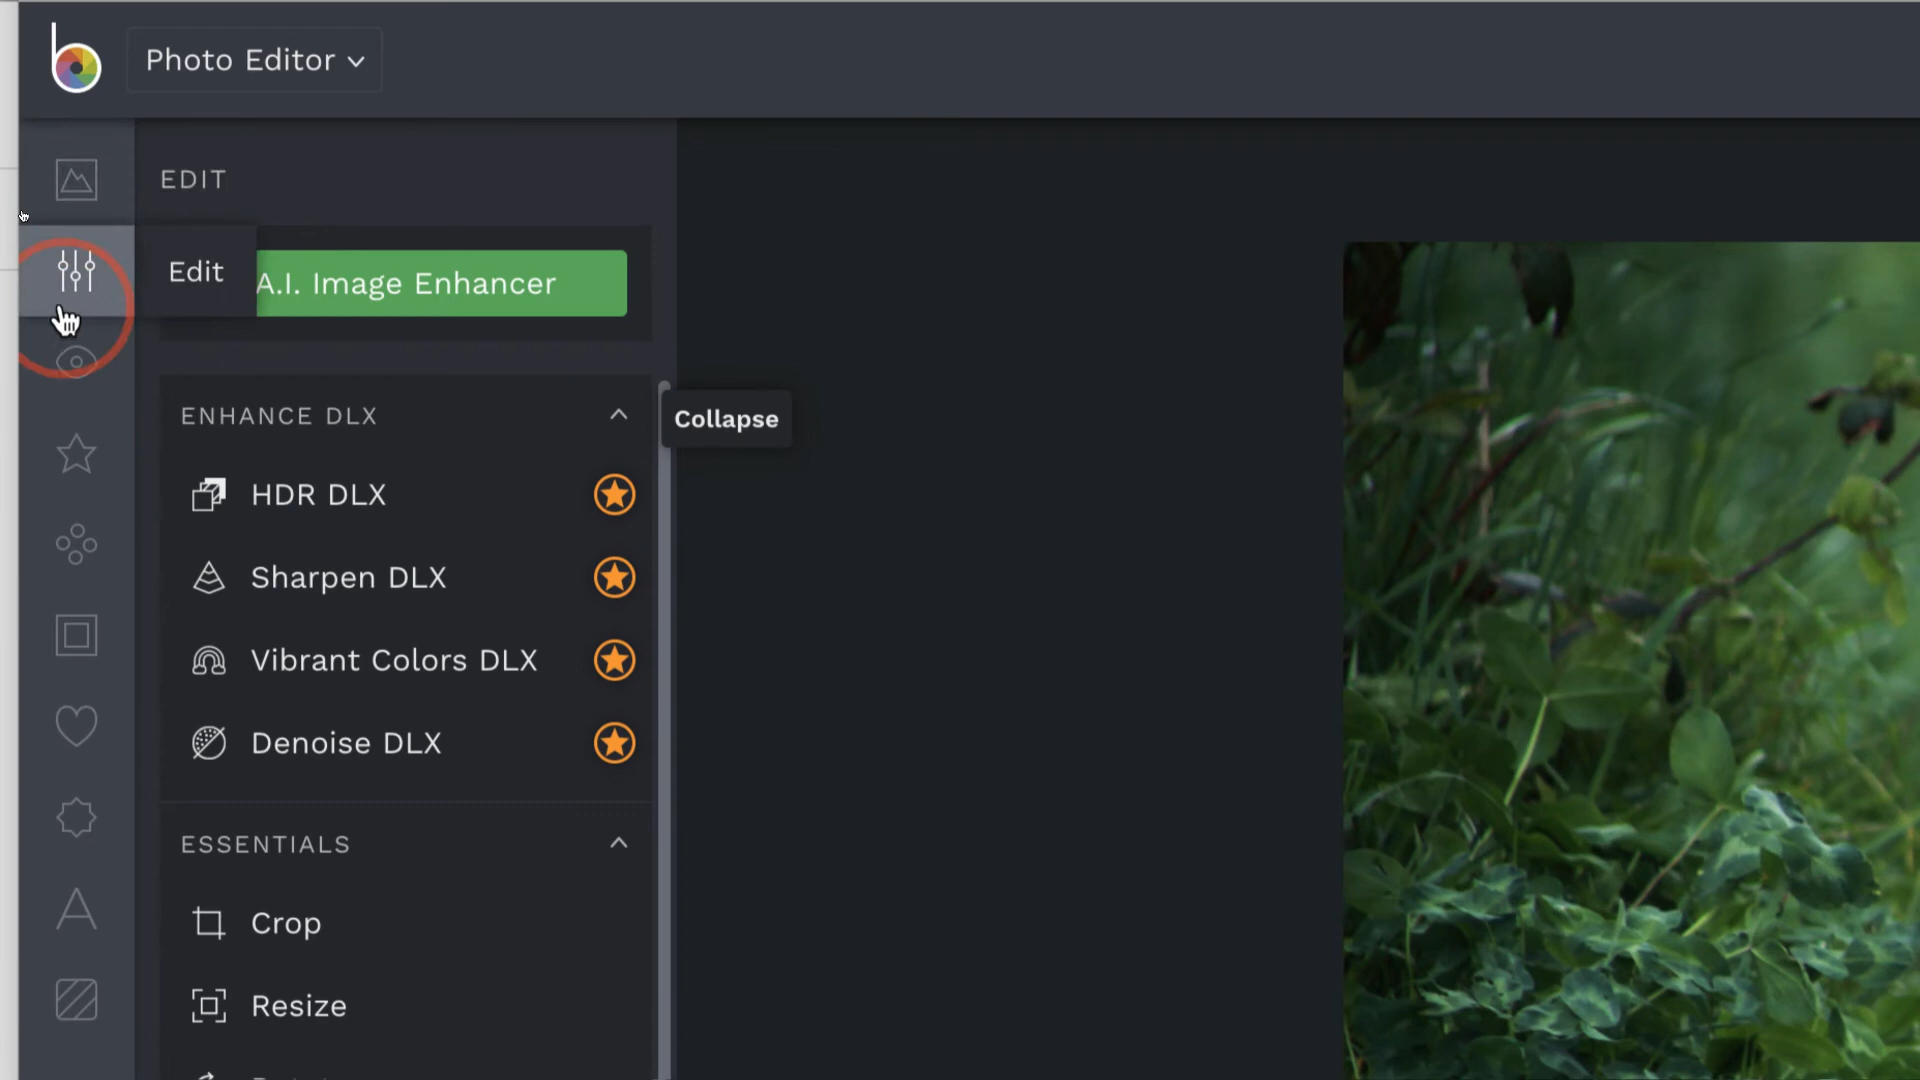 Photo Editor
EDIT
Edit
A.I. Image Enhancer
ENHANCE DLX
Collapse
HDR DLX
Sharpen DLX
Vibrant Colors DLX
Denoise DLX
ESSENTIALS
Crop
Resize